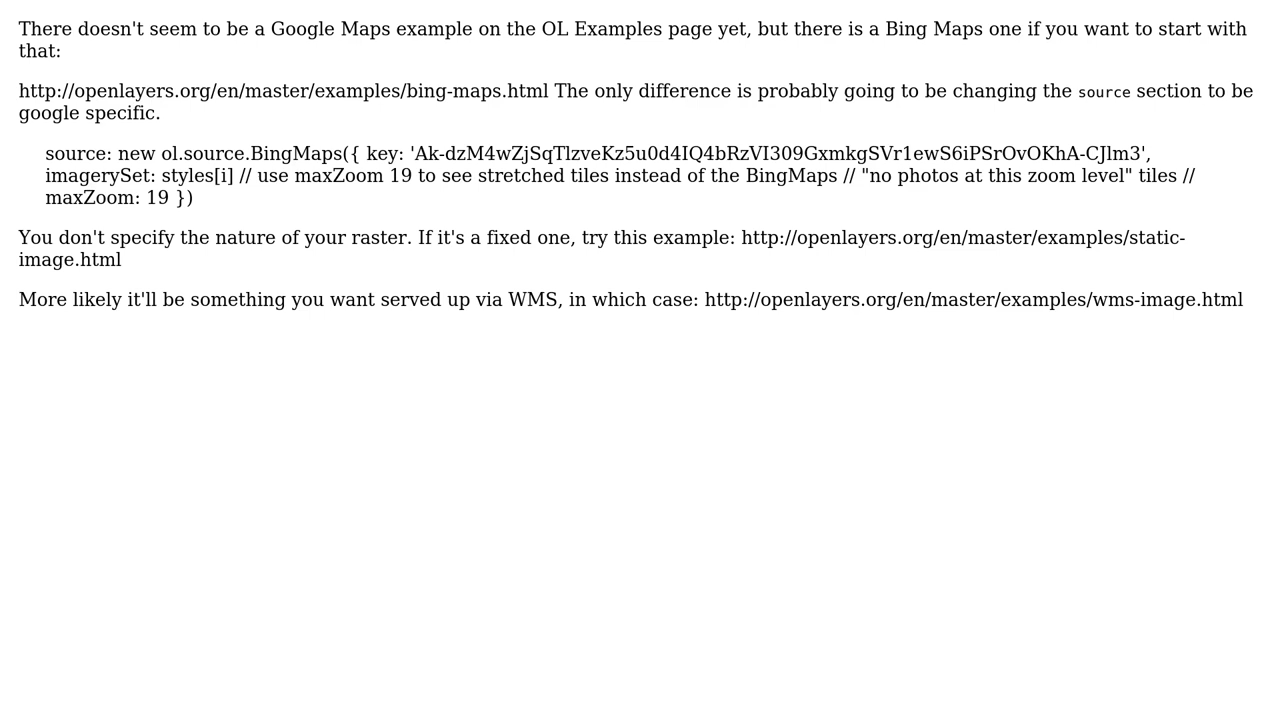 There doesn't seem to be a Google Maps example on the OL Examples page yet, but there is a Bing Maps one if you want to start with
that:
http://openlayers.org/en/master/examples/bing-maps.html The only difference is probably going to be changing the source section to be
google specific.
source: new ol.source.BingMaps({ key: 'Ak-dzM4wZjSqTlzveKz5u0d4IQ4bRzVI309GxmkgSVr1ewS6iPSrOvOKhA-CJlm3',
imagerySet: styles[i] // use maxZoom 19 to see stretched tiles instead of the BingMaps // "no photos at this zoom level" tiles //
maxZoom: 19 })
You don't specify the nature of your raster. If it's a fixed one, try this example: http://openlayers.org/en/master/examples/static-
image.html
More likely it'll be something you want served up via WMS, in which case: http://openlayers.org/en/master/examples/wms-image.html